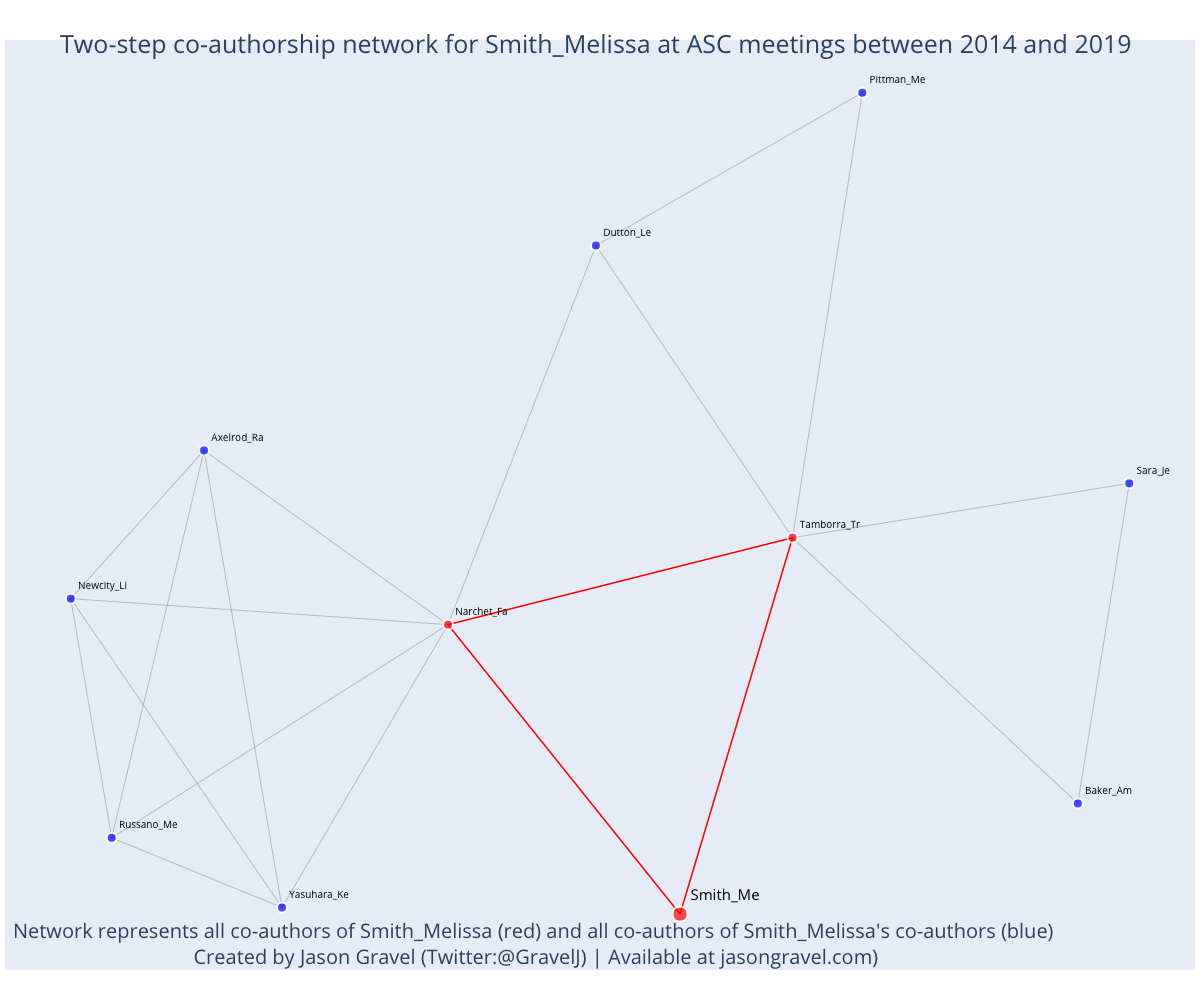 Two-step co-authorship network for Smith_Melissa at ASC meetings between 2014 and 2019
Pittman_Me
Dutton_Le
Axelrod_Ra
Sara_Je
Tamborra_Tr
Newcity_Li
Narchet_Fa
Baker_Am
Russano_Me
Yasuhara_Ke
Smith_Me
Network represents all co-authors of Smith_Melissa (red) and all co-authors of Smith_Melissa's co-authors (blue)
Created by Jason Gravel (Twitter:@GravelJ) | Available at jasongravel.com)